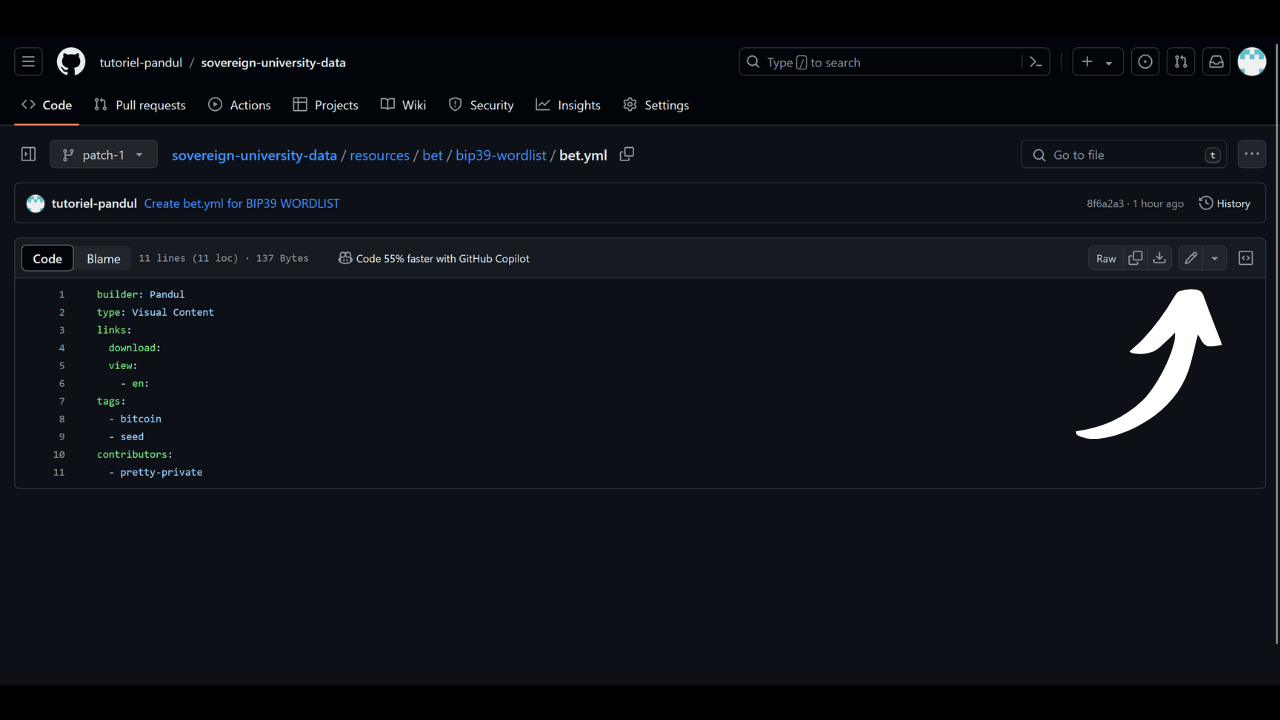 tutoriel-pandul / sovereign-university-data
Type / to search
Code Pull requests Actions Projects Wiki Security Insights Settings
patch-1 sovereign-university-data / resources / bet / bip39-wordlist / bet.yml Go to file t
tutoriel-pandul Create bet.yml for BIP39 WORDLIST 8f6a2a3 · 1 hour ago History
Code Blame 11 lines (11 loc) · 137 Bytes Code 55% faster with GitHub Copilot Raw
1 builder: Pandul
2 type: Visual Content
3 links:
4 download:
5 view:
6 - en:
7 tags:
8 - bitcoin
9 - seed
10 contributors:
11 - pretty-private